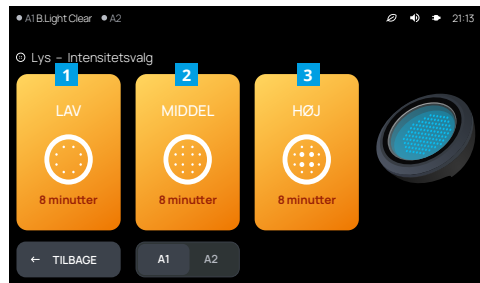 A1 B.Light Clear A2 21:13
Lys – Intensitetsvalg
1 2 3
LAV MIDDEL HØJ
8 minutter 8 minutter 8 minutter
← TILBAGE A1 A2